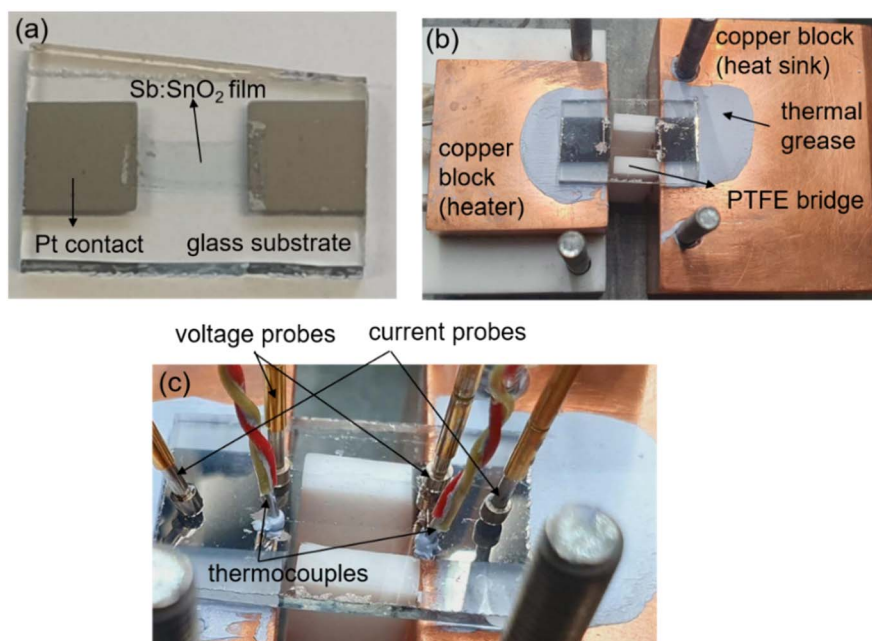 (a)
Sb:SnO₂ film
Pt contact
glass substrate
(b)
copper block
(heat sink)
thermal
grease
copper
block
(heater)
PTFE bridge
voltage probes
current probes
(c)
thermocouples